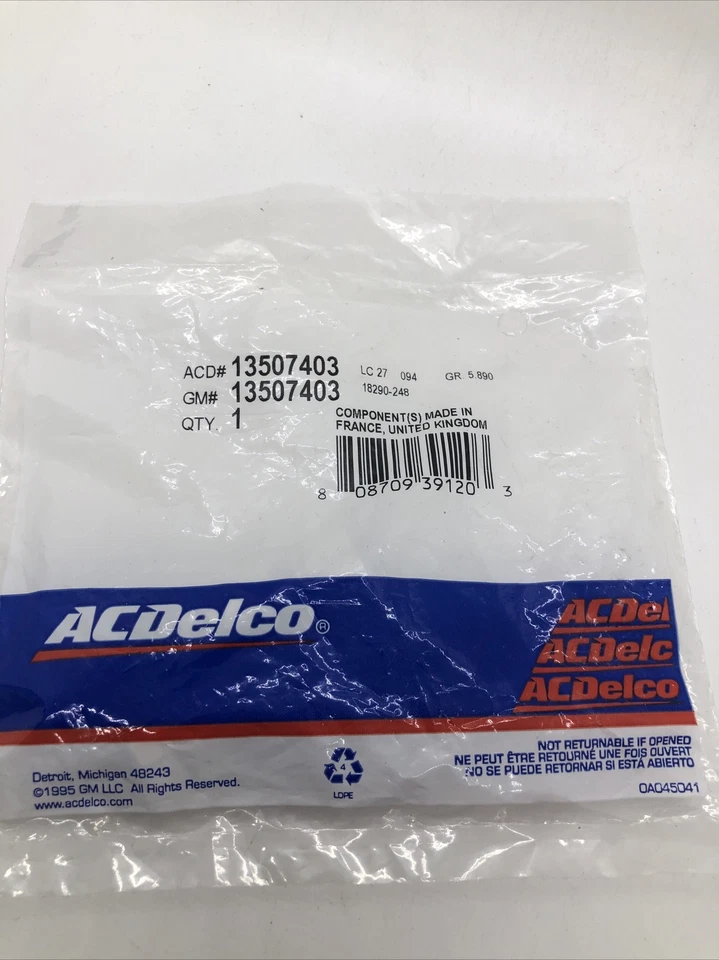 ACD# 13507403 LC 27 094 GR. 5.890
GM# 13507403 18290-248
QTY. 1
COMPONENT(S) MADE IN
FRANCE, UNITED KINGDOM
8 08709 39120 3
ACDelco®
ACDel
ACDelc
ACDelco
NOT RETURNABLE IF OPENED
NE PEUT ÊTRE RETOURNÉ UNE FOIS OUVERT
NO SE PUEDE RETORNAR SI ESTÁ ABIERTO
0A045041
4
LDPE
Detroit, Michigan 48243
©1995 GM LLC All Rights Reserved.
www.acdelco.com